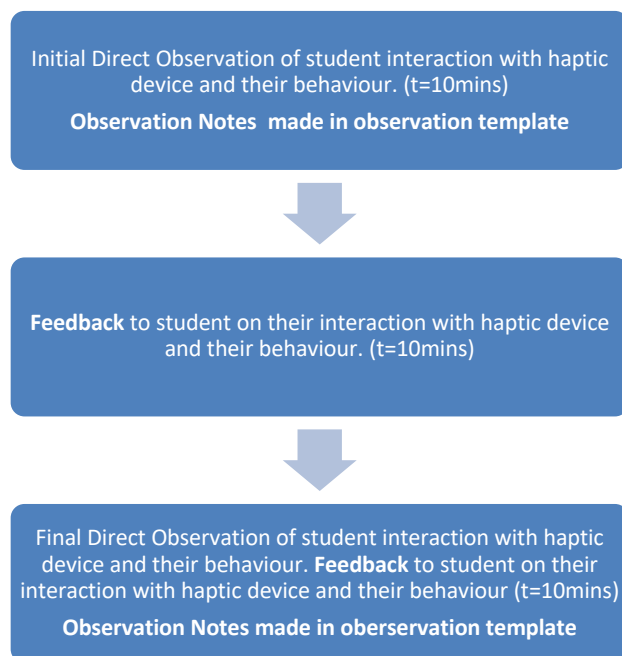 Initial Direct Observation of student interaction with haptic
device and their behaviour. (t=10mins)
Observation Notes made in observation template
Feedback to student on their interaction with haptic device
and their behaviour. (t=10mins)
Final Direct Observation of student interaction with haptic
device and their behaviour. Feedback to student on their
interaction with haptic device and their behaviour (t=10mins)
Observation Notes made in oberservation template